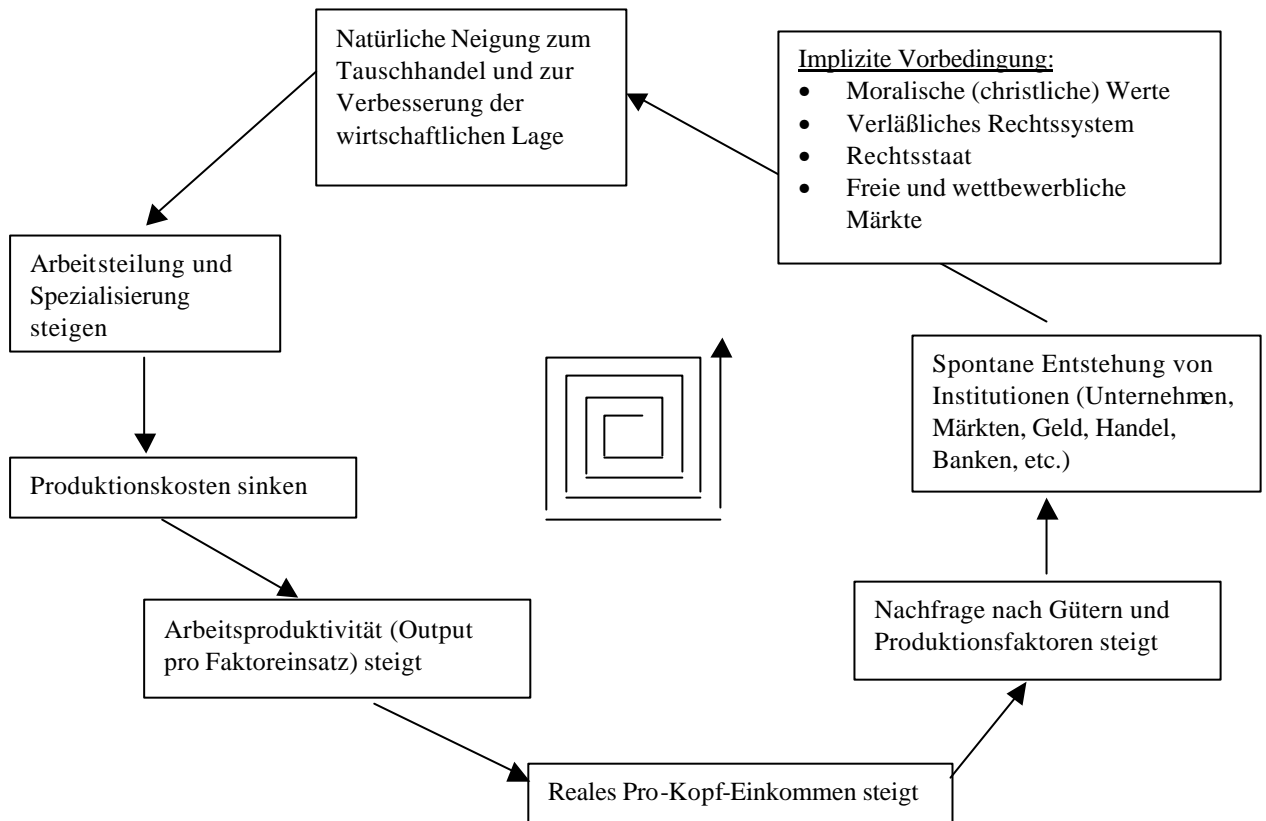 Natürliche Neigung zum
Tauschhandel und zur
Verbesserung der
wirtschaftlichen Lage
Implizite Vorbedingung:
• Moralische (christliche) Werte
• Verläßliches Rechtssystem
• Rechtsstaat
• Freie und wettbewerbliche
Märkte
Arbeitsteilung und
Spezialisierung
steigen
Spontane Entstehung von
Institutionen (Unternehmen,
Märkten, Geld, Handel,
Banken, etc.)
Produktionskosten sinken
Arbeitsproduktivität (Output
pro Faktoreinsatz) steigt
Nachfrage nach Gütern und
Produktionsfaktoren steigt
Reales Pro-Kopf-Einkommen steigt